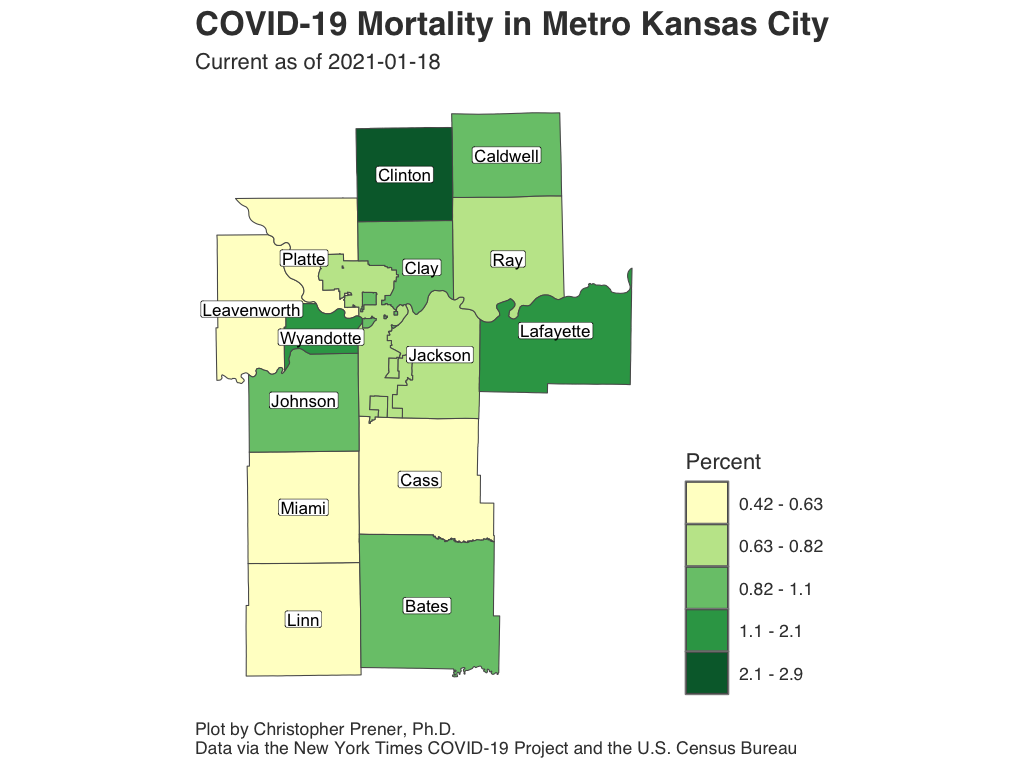 COVID-19 Mortality in Metro Kansas City
Current as of 2021-01-18
Caldwell
Clinton
Platte
Clay
Ray
Leavenworth
Wyandotte
Lafayette
Jackson
Johnson
Cass
Miami
Bates
Linn
Percent
0.42 - 0.63
0.63 - 0.82
0.82 - 1.1
1.1 - 2.1
2.1 - 2.9
Plot by Christopher Prener, Ph.D.
Data via the New York Times COVID-19 Project and the U.S. Census Bureau